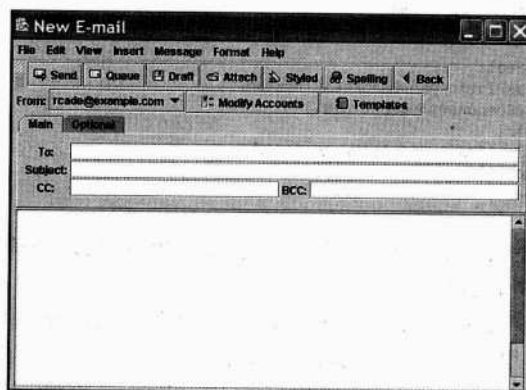 New E-mail
File Edit View Insert Message Format Help
Send Queue Draft Attach Styled Spelling Back
From: rcade@example.com Modify Accounts Templates
Main Optional
To:
Subject:
CC: BCC: